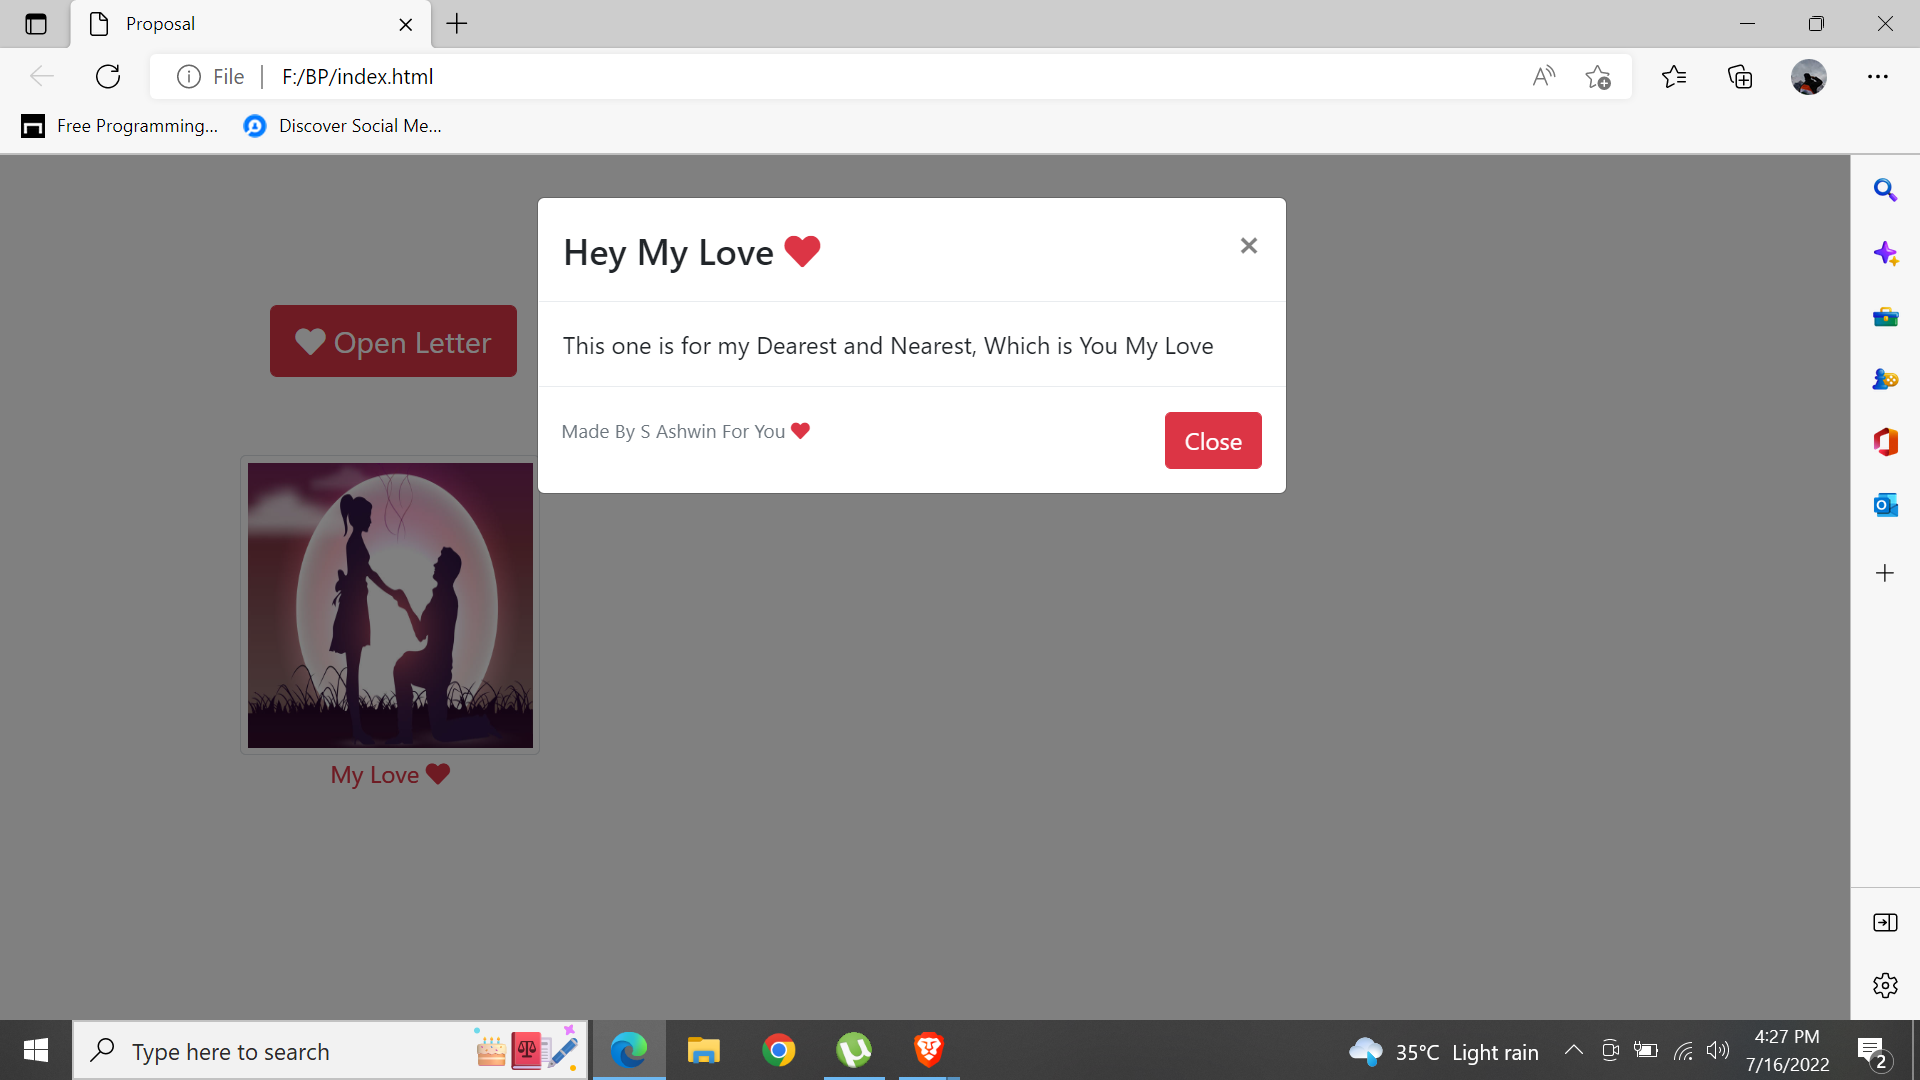 Proposal
File
F:/BP/index.html
Free Programming...
Discover Social Me...
Hey My Love
×
Open Letter
This one is for my Dearest and Nearest, Which is You My Love
Made By S Ashwin For You
Close
My Love
Type here to search
35°C Light rain
4:27 PM
7/16/2022
2